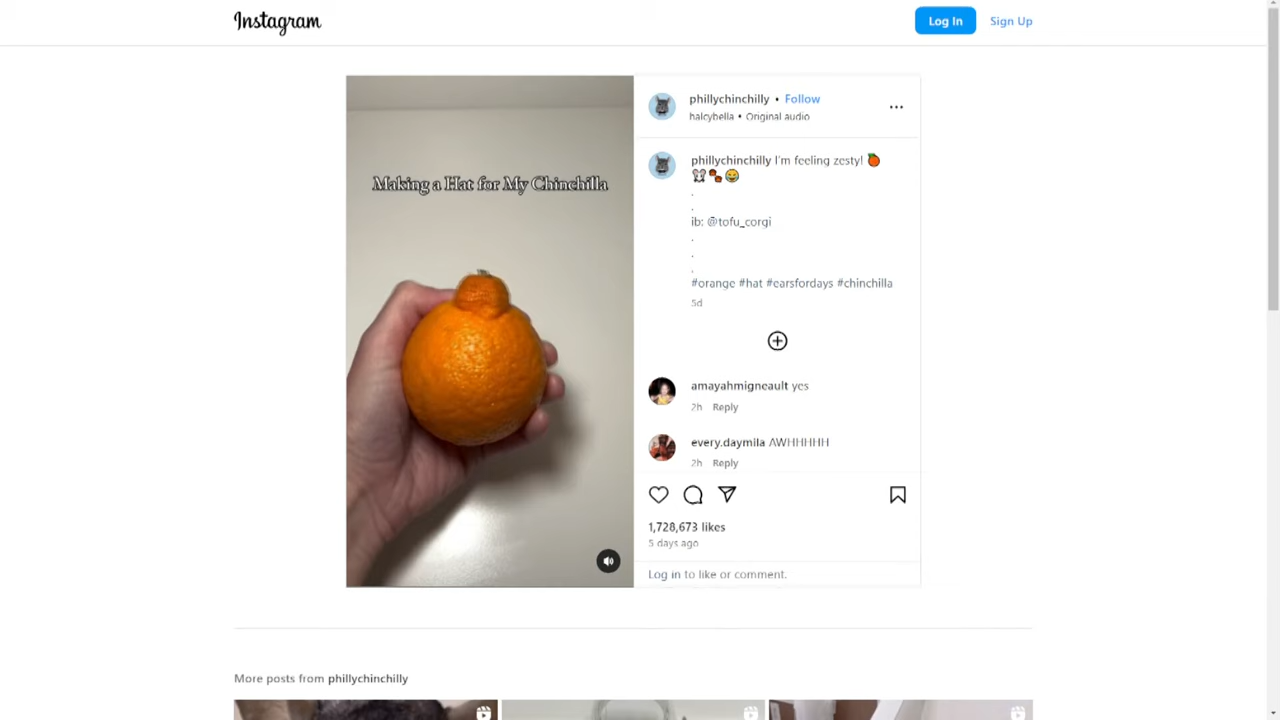 Instagram
Log In
Sign Up
Making a Hat for My Chinchilla
phillychinchilly • Follow
halcybella • Original audio
phillychinchilly I'm feeling zesty! 🍊
🐭🐾😂
.
.
ib: @tofu_corgi
.
.
.
#orange #hat #earsfordays #chinchilla
5d
amayahmigneault yes
2h Reply
every.daymila AWHHHHH
2h Reply
1,728,673 likes
5 days ago
Log in to like or comment.
More posts from phillychinchilly